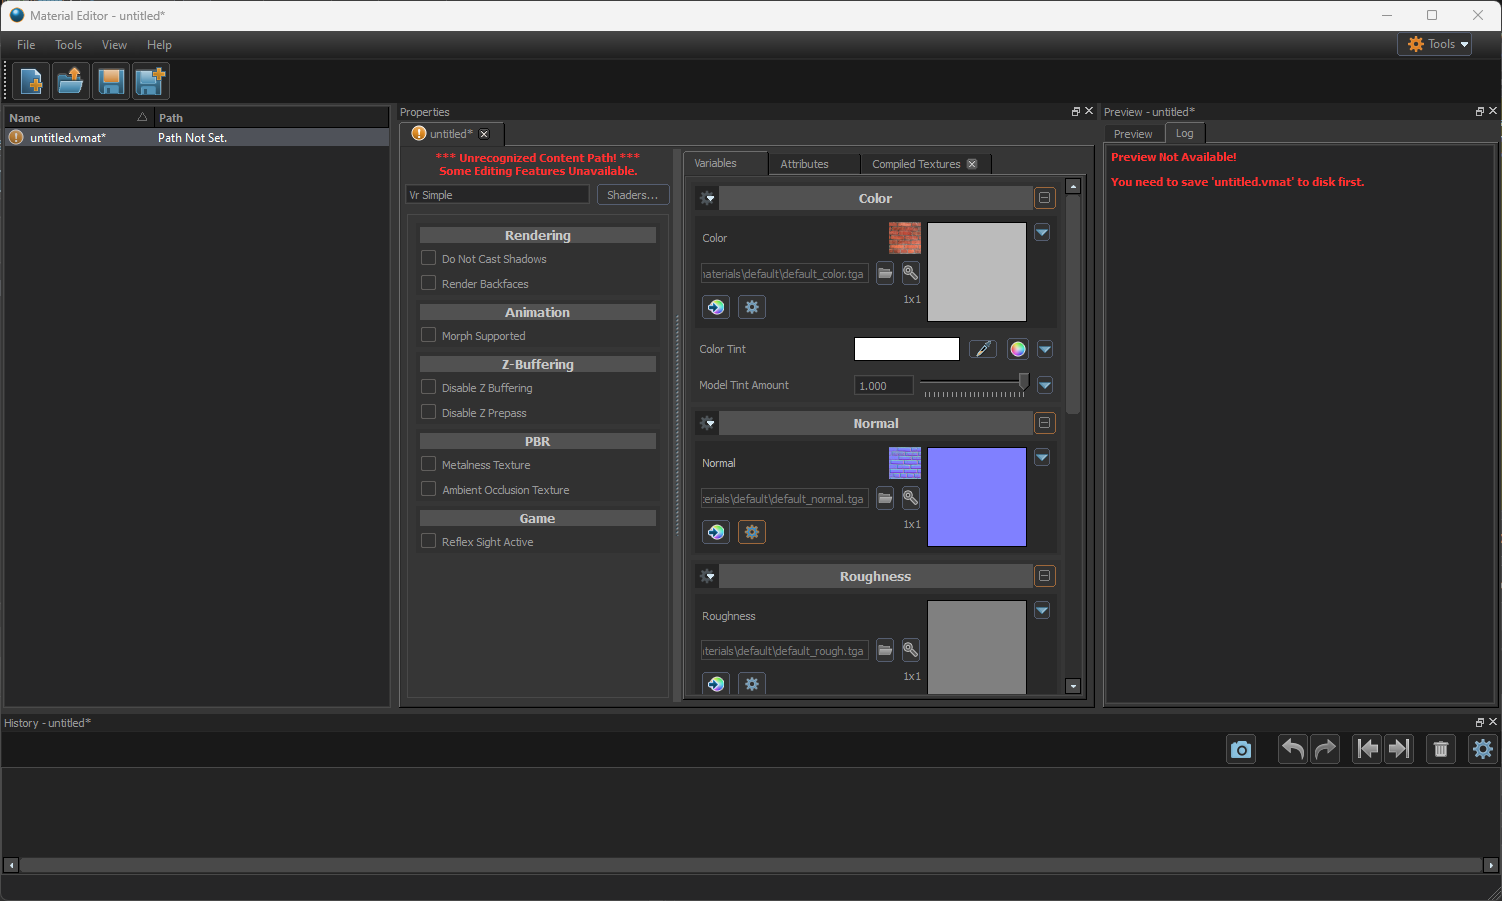 Material Editor - untitled*
File Tools View Help
Tools
Name Path
untitled.vmat* Path Not Set.
Properties
untitled*
*** Unrecognized Content Path! ***
Some Editing Features Unavailable.
Vr Simple Shaders...
Rendering
Do Not Cast Shadows
Render Backfaces
Animation
Morph Supported
Z-Buffering
Disable Z Buffering
Disable Z Prepass
PBR
Metalness Texture
Ambient Occlusion Texture
Game
Reflex Sight Active
Variables Attributes Compiled Textures
Color
Color
naterials\default\default_color.tga
1x1
Color Tint
Model Tint Amount 1.000
Normal
Normal
terials\default\default_normal.tga
1x1
Roughness
Roughness
aterials\default\default_rough.tga
1x1
Preview - untitled*
Preview Log
Preview Not Available!
You need to save 'untitled.vmat' to disk first.
History - untitled*